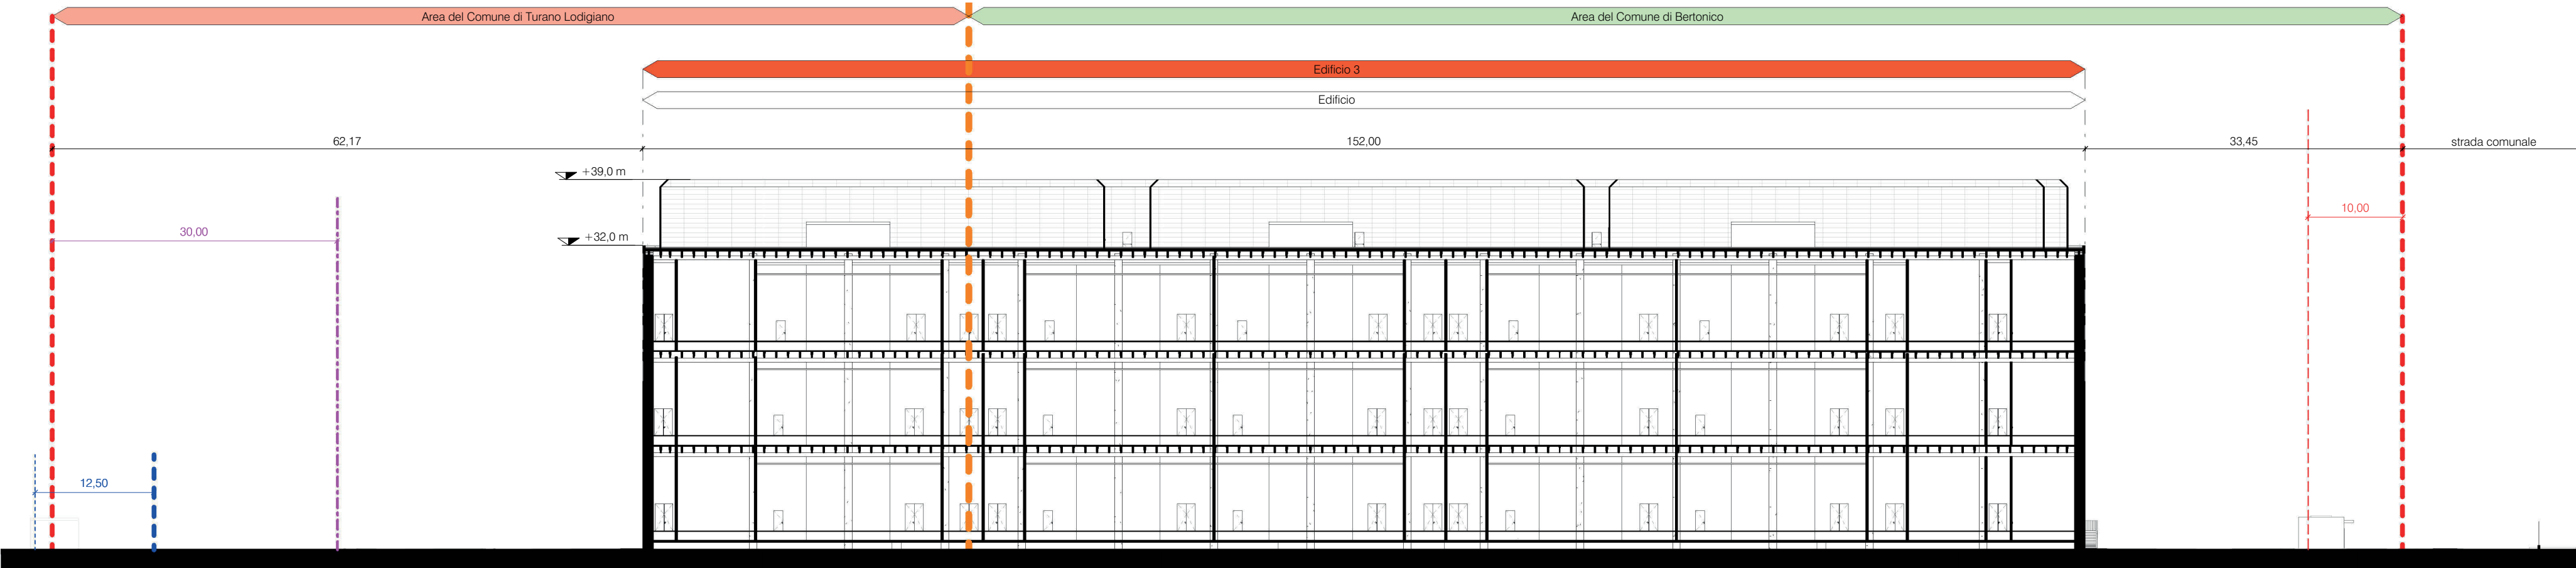 Area del Comune di Turano Lodigiano
Area del Comune di Bertonico
Edificio 3
Edificio
62,17
152,00
33,45
strada comunale
+39,0 m
10,00
30,00
+32,0 m
12,50